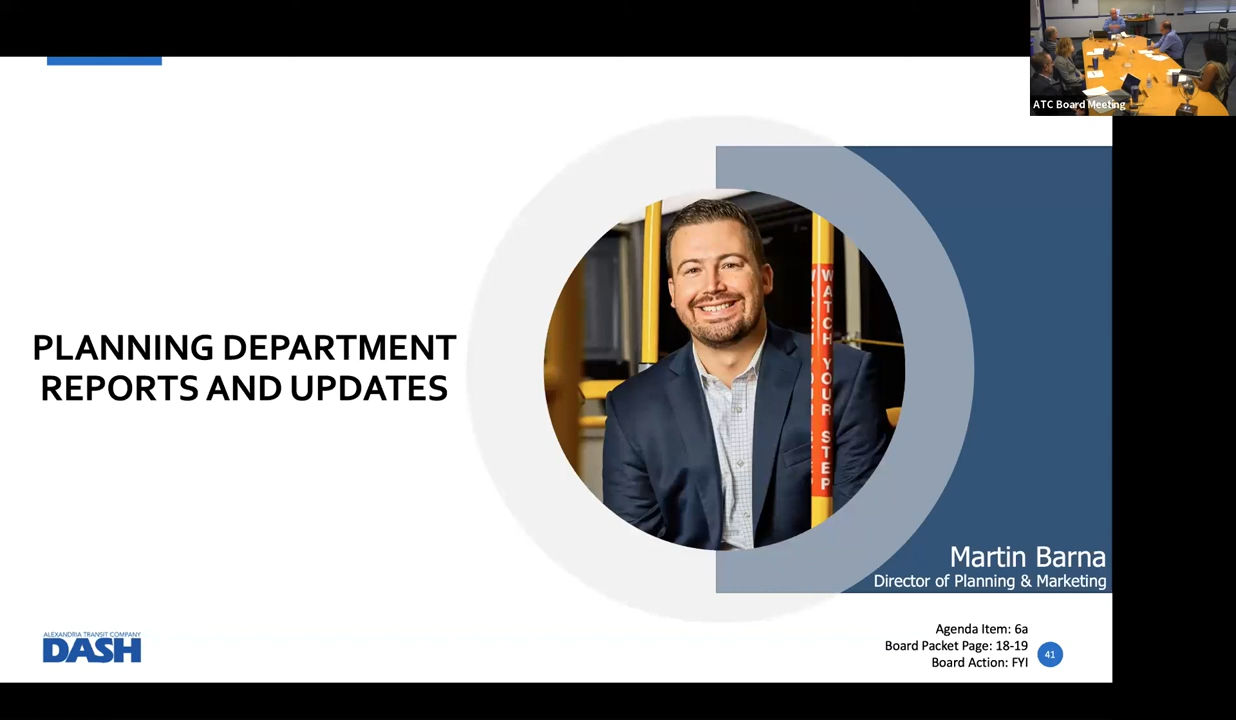 ATC Board Meeting
PLANNING DEPARTMENT
REPORTS AND UPDATES
WATCH YOUR STEP
Martin Barna
Director of Planning & Marketing
ALEXANDRIA TRANSIT COMPANY
DASH
Agenda Item: 6a
Board Packet Page: 18-19
Board Action: FYI
41